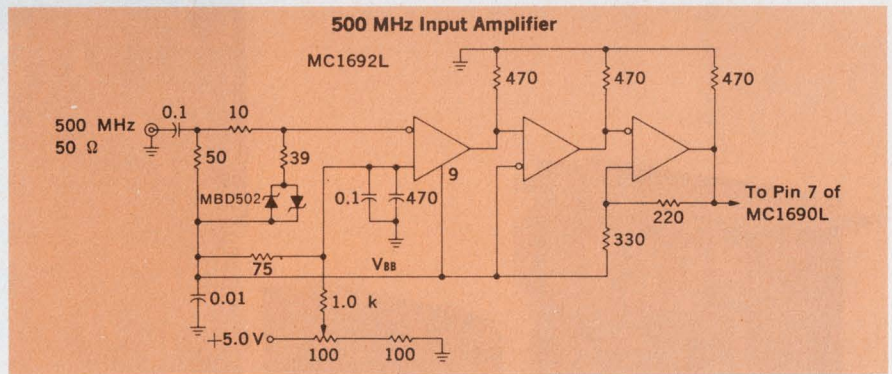 500 MHz Input Amplifier
MC1692L
470
470
470
0.1
10
500 MHz
50 Ω
50
39
MBD502
0.1
470
9
To Pin 7 of
MC1690L
220
330
75
VBB
0.01
1.0 k
+5.0 V
100
100